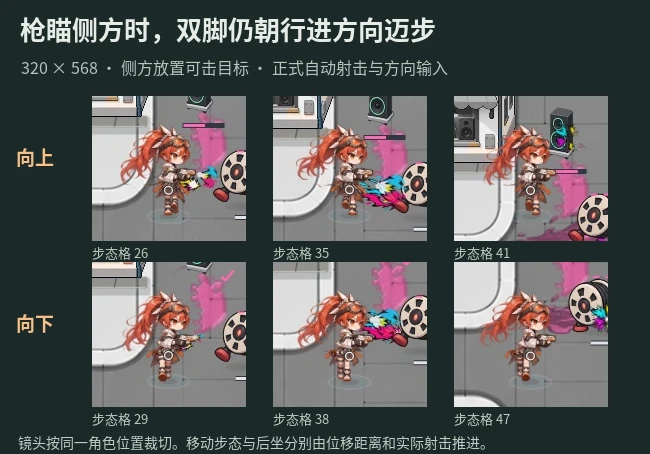 枪瞄侧方时，双脚仍朝行进方向迈步
320 × 568 · 侧方放置可击目标 · 正式自动射击与方向输入
向上
步态格 26
步态格 35
步态格 41
向下
步态格 29
步态格 38
步态格 47
镜头按同一角色位置裁切。移动步态与后坐分别由位移距离和实际射击推进。